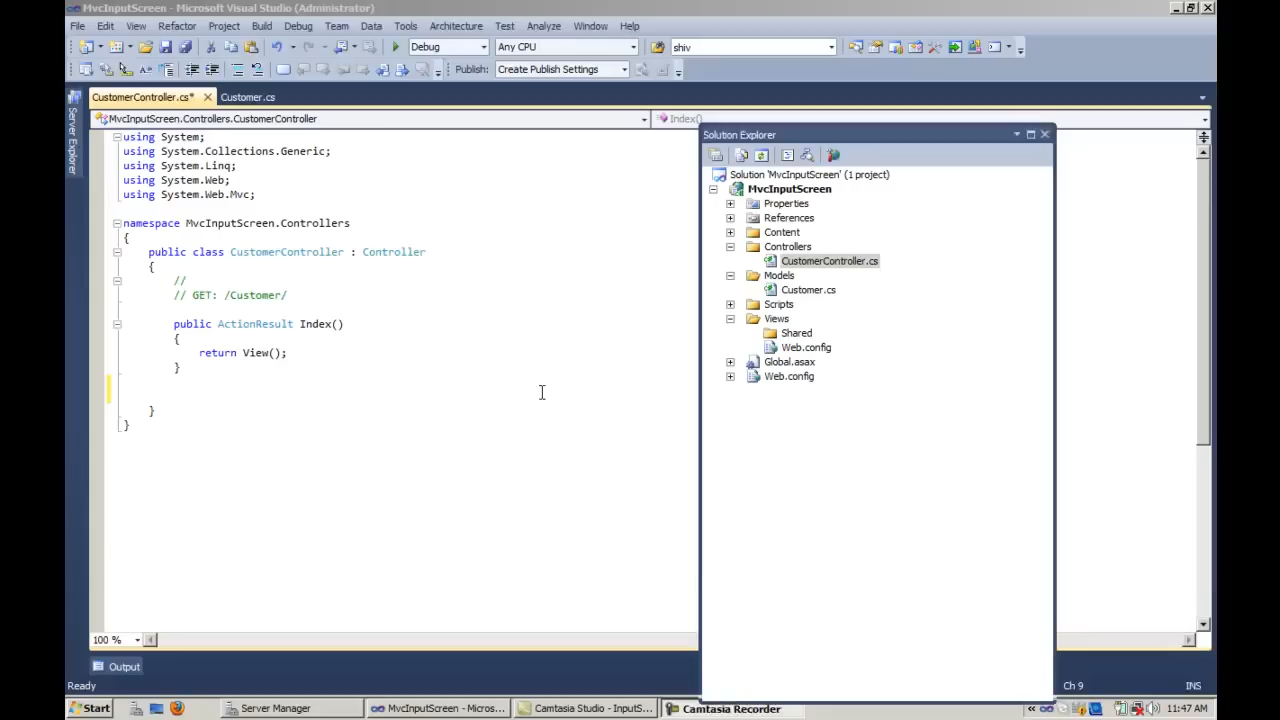 MvcInputScreen - Microsoft Visual Studio (Administrator)
File Edit View Refactor Project Build Debug Team Data Tools Architecture Test Analyze Window Help
Debug Any CPU shiv
Publish: Create Publish Settings
CustomerController.cs* Customer.cs
MvcInputScreen.Controllers.CustomerController Index()
Server Explorer
using System;
using System.Collections.Generic;
using System.Linq;
using System.Web;
using System.Web.Mvc;
namespace MvcInputScreen.Controllers
{
public class CustomerController : Controller
{
//
// GET: /Customer/
public ActionResult Index()
{
return View();
}
}
}
Solution Explorer
Solution 'MvcInputScreen' (1 project)
MvcInputScreen
Properties
References
Content
Controllers
CustomerController.cs
Models
Customer.cs
Scripts
Views
Shared
Web.config
Global.asax
Web.config
100 %
Output
Ready Ch 9 INS
Start Server Manager MvcInputScreen - Micros... Camtasia Studio - InputS... Camtasia Recorder 11:47 AM